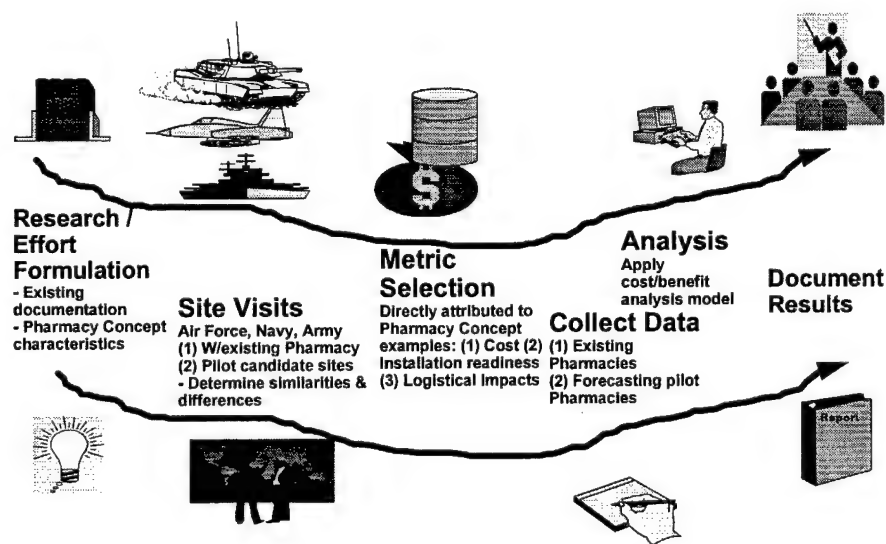 Research /
Effort
Formulation
- Existing
documentation
- Pharmacy Concept
characteristics
Site Visits
Air Force, Navy, Army
(1) W/existing Pharmacy
(2) Pilot candidate sites
- Determine similarities &
differences
$
Metric
Selection
Directly attributed to
Pharmacy Concept
examples: (1) Cost (2)
Installation readiness
(3) Logistical Impacts
Collect Data
(1) Existing
Pharmacies
(2) Forecasting pilot
Pharmacies
Analysis
Apply
cost/benefit
analysis model
Document
Results
Report